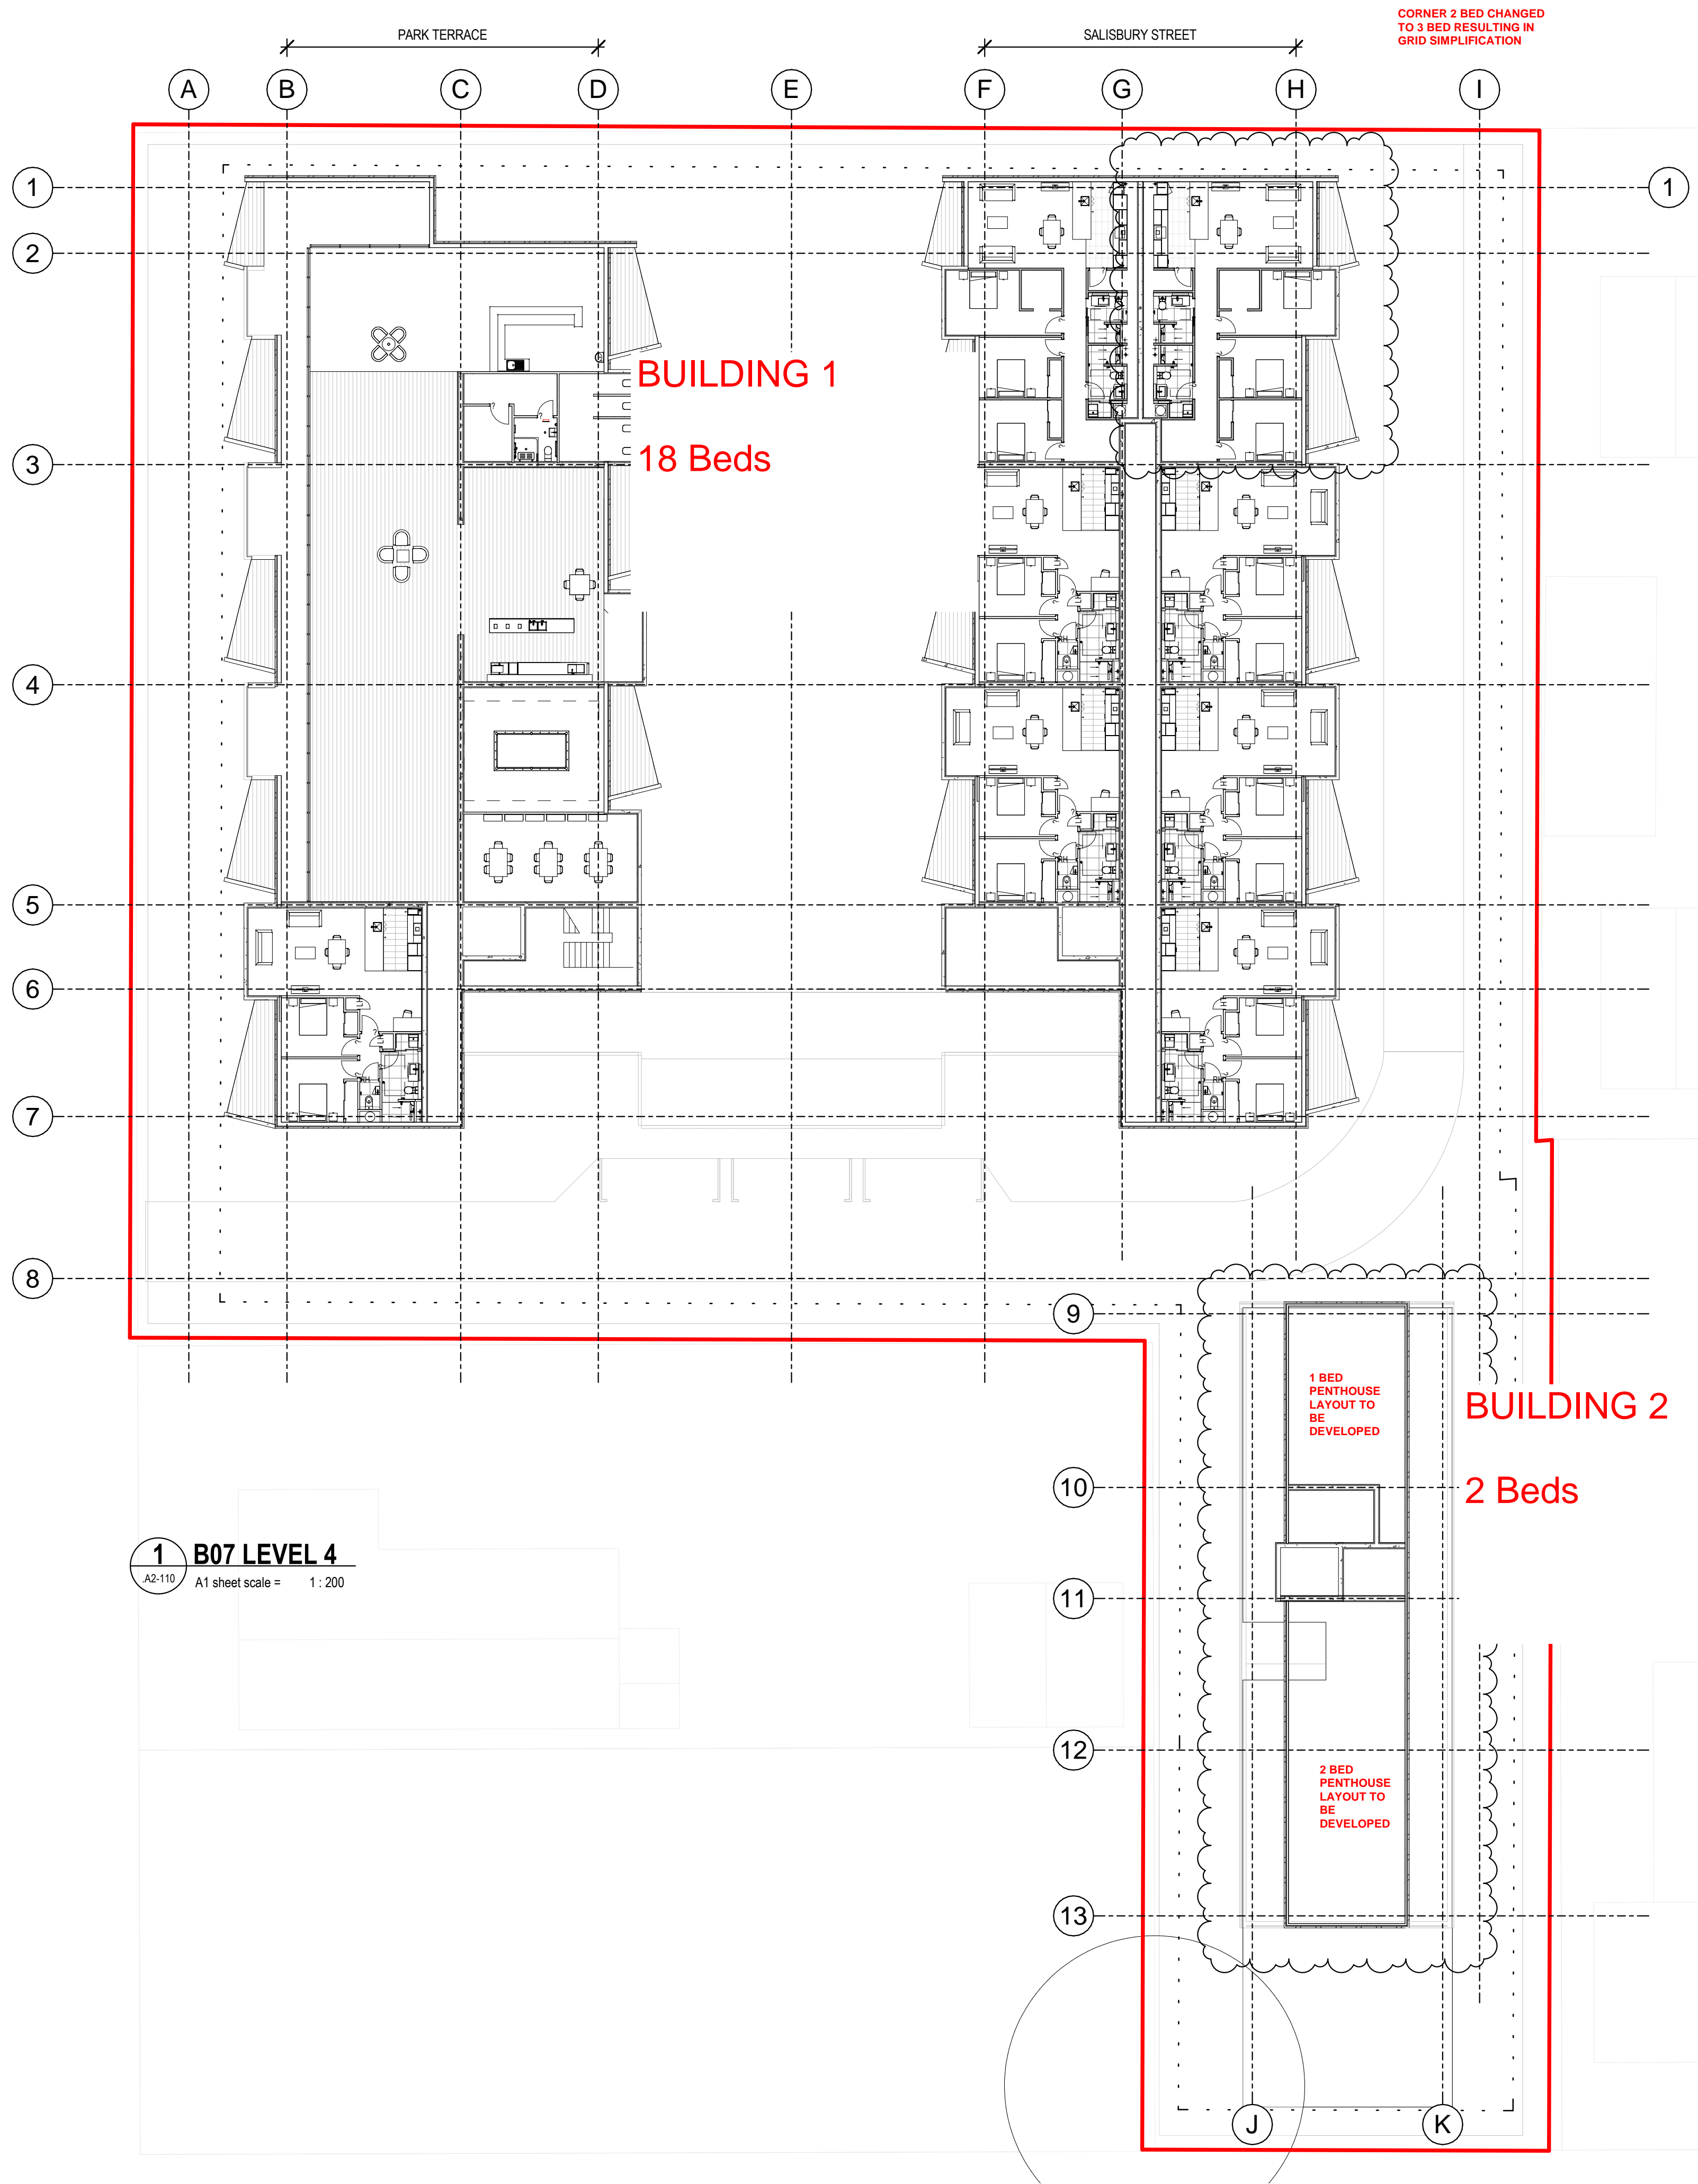 CORNER 2 BED CHANGED
TO 3 BED RESULTING IN
GRID SIMPLIFICATION
PARK TERRACE
SALISBURY STREET
A
B
C
D
E
F
G
H
I
1
1
2
BUILDING 1
3
18 Beds
4
5
6
7
8
9
1 BED
PENTHOUSE
LAYOUT TO
BE
DEVELOPED
BUILDING 2
10
2 Beds
1
.A2-110
B07 LEVEL 4
A1 sheet scale = 1 : 200
11
12
2 BED
PENTHOUSE
LAYOUT TO
BE
DEVELOPED
13
J
K